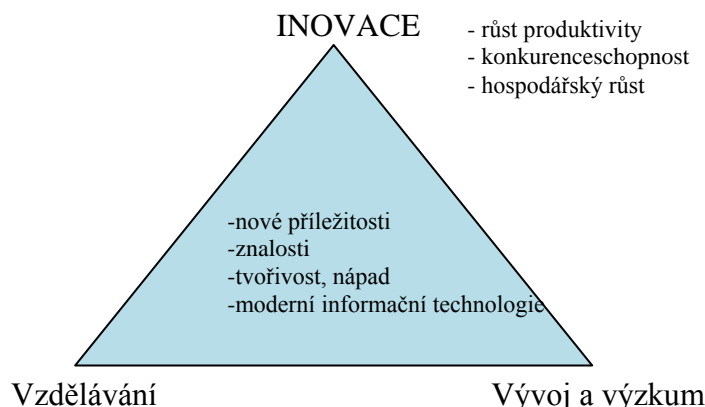 INOVACE
- růst produktivity
- konkurenceschopnost
- hospodářský růst
-nové příležitosti
-znalosti
-tvořivost, nápad
-moderní informační technologie
Vzdělávání
Vývoj a výzkum